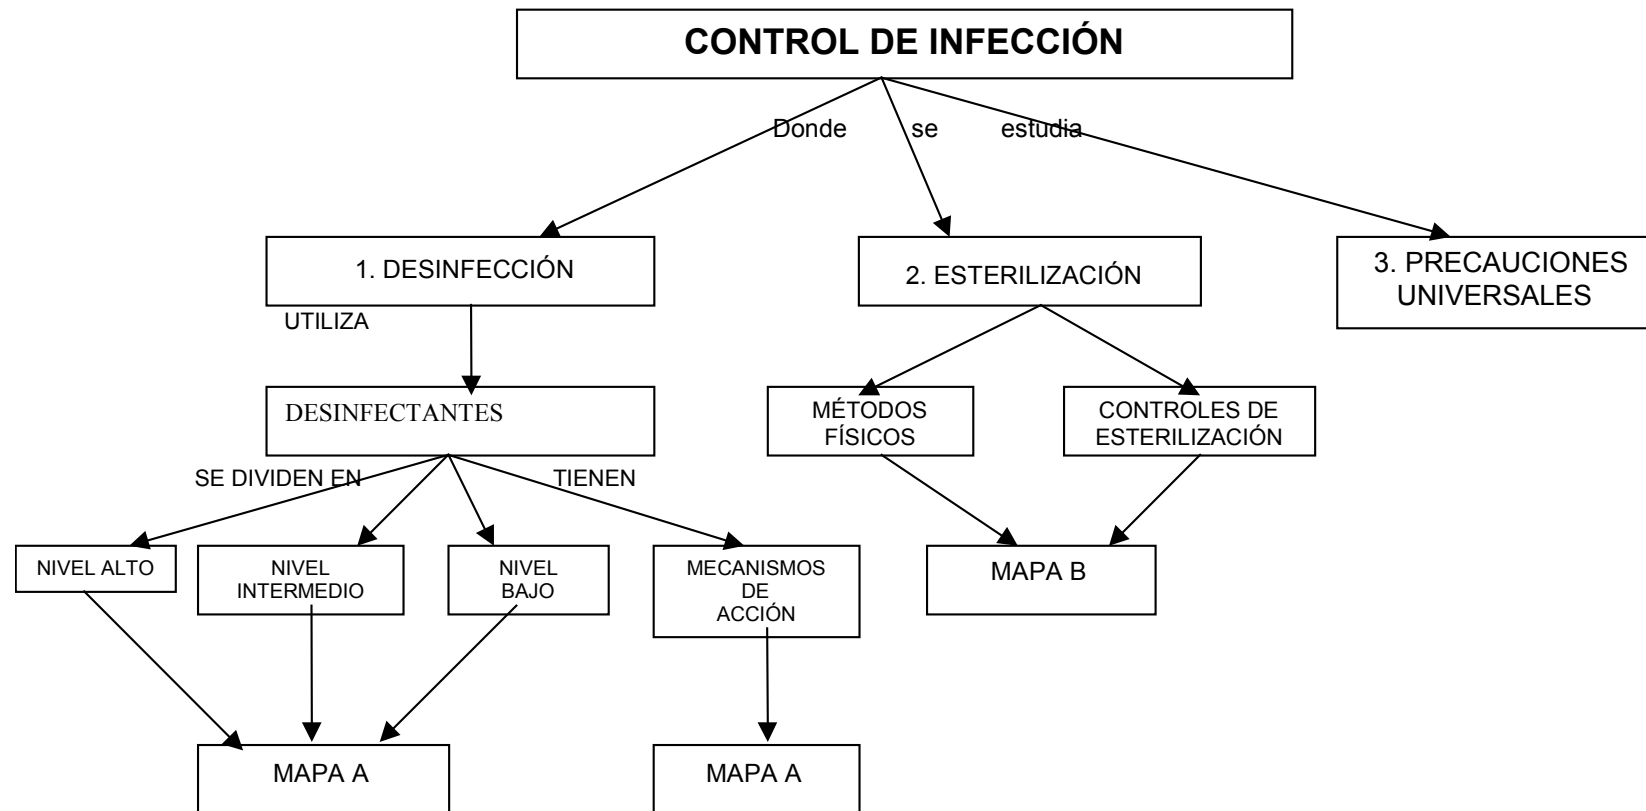 CONTROL DE INFECCIÓN
Donde se estudia
1. DESINFECCIÓN
2. ESTERILIZACIÓN
3. PRECAUCIONES
UNIVERSALES
UTILIZA
DESINFECTANTES
MÉTODOS
FÍSICOS
CONTROLES DE
ESTERILIZACIÓN
SE DIVIDEN EN
TIENEN
NIVEL ALTO
NIVEL
INTERMEDIO
NIVEL
BAJO
MECANISMOS
DE
ACCIÓN
MAPA B
MAPA A
MAPA A